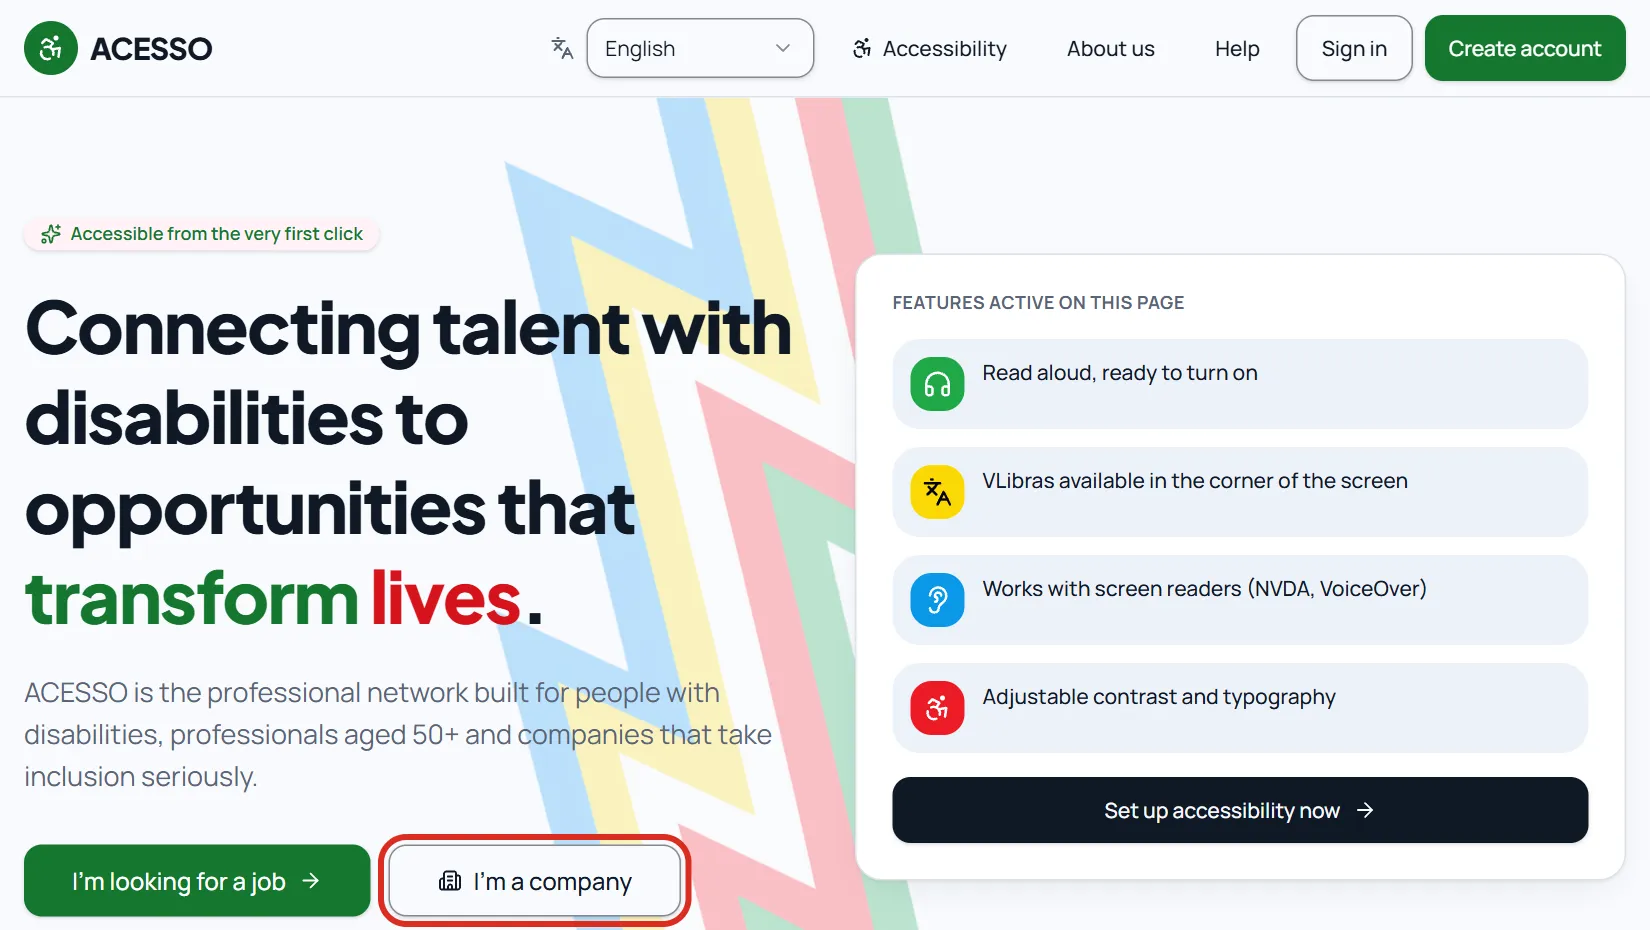 ACESSO
English
Accessibility
About us
Help
Sign in
Create account
Accessible from the very first click
Connecting talent with
disabilities to
opportunities that
transform lives.
ACESSO is the professional network built for people with
disabilities, professionals aged 50+ and companies that take
inclusion seriously.
I'm looking for a job →
I'm a company
FEATURES ACTIVE ON THIS PAGE
Read aloud, ready to turn on
VLibras available in the corner of the screen
Works with screen readers (NVDA, VoiceOver)
Adjustable contrast and typography
Set up accessibility now →